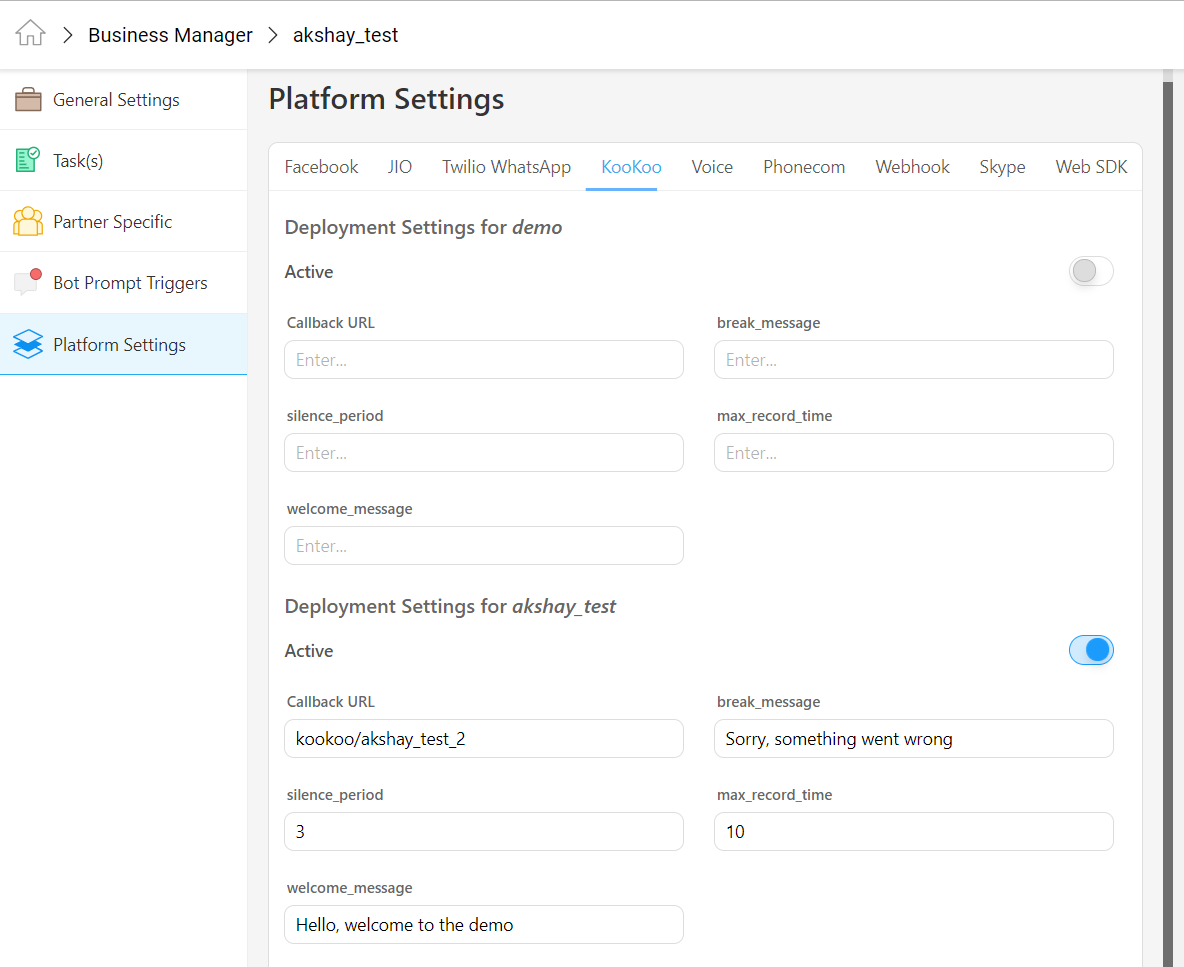 Business Manager > akshay_test
General Settings
Task(s)
Partner Specific
Bot Prompt Triggers
Platform Settings
Platform Settings
Facebook JIO Twilio WhatsApp KooKoo Voice Phonecom Webhook Skype Web SDK
Deployment Settings for demo
Active
Callback URL break_message
Enter... Enter...
silence_period max_record_time
Enter... Enter...
welcome_message
Enter...
Deployment Settings for akshay_test
Active
Callback URL break_message
kookoo/akshay_test_2 Sorry, something went wrong
silence_period max_record_time
3 10
welcome_message
Hello, welcome to the demo